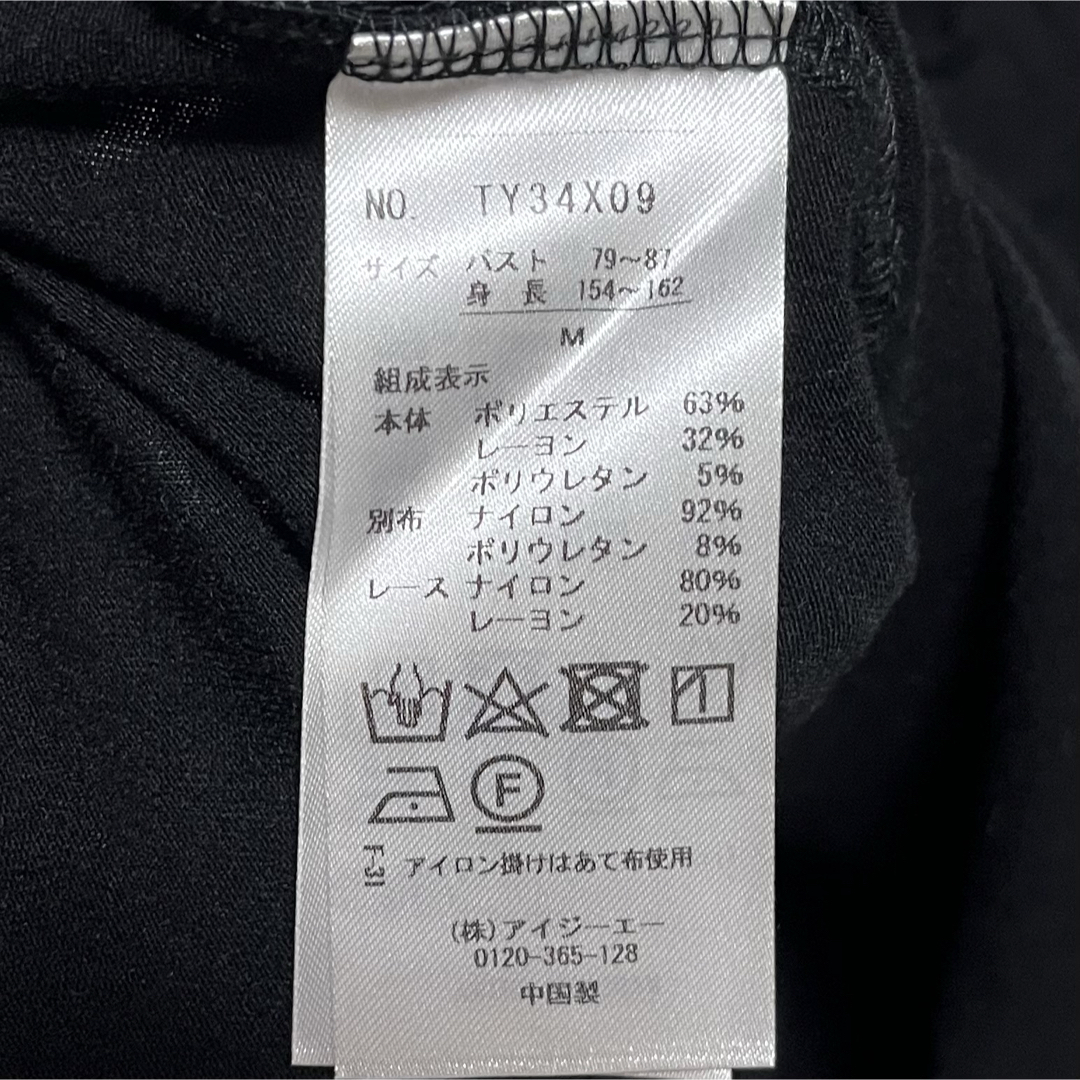 NO. TY34X09
サイズ バスト 79～87
身長 154～162
M
組成表示
本体 ポリエステル 63%
レーヨン 32%
ポリウレタン 5%
別布 ナイロン 92%
ポリウレタン 8%
レース ナイロン 80%
レーヨン 20%
F
アイロン掛けはあて布使用
(株)アイジーエー
0120-365-128
中国製